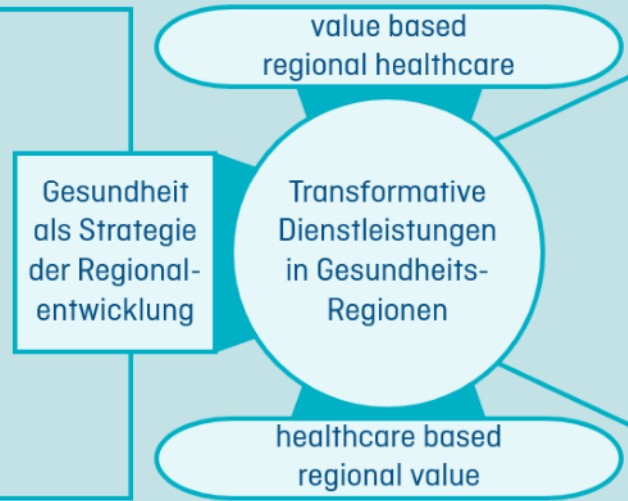 value based
regional healthcare
Gesundheit
als Strategie
der Regional-
entwicklung
Transformative
Dienstleistungen
in Gesundheits-
Regionen
healthcare based
regional value